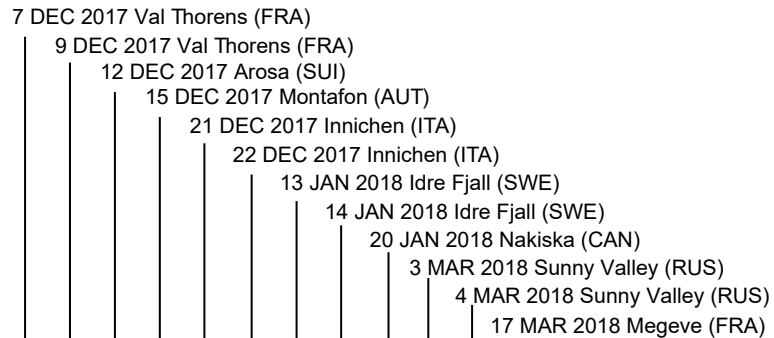 7 DEC 2017 Val Thorens (FRA)
9 DEC 2017 Val Thorens (FRA)
12 DEC 2017 Arosa (SUI)
15 DEC 2017 Montafon (AUT)
21 DEC 2017 Innichen (ITA)
22 DEC 2017 Innichen (ITA)
13 JAN 2018 Idre Fjall (SWE)
14 JAN 2018 Idre Fjall (SWE)
20 JAN 2018 Nakiska (CAN)
3 MAR 2018 Sunny Valley (RUS)
4 MAR 2018 Sunny Valley (RUS)
17 MAR 2018 Megeve (FRA)